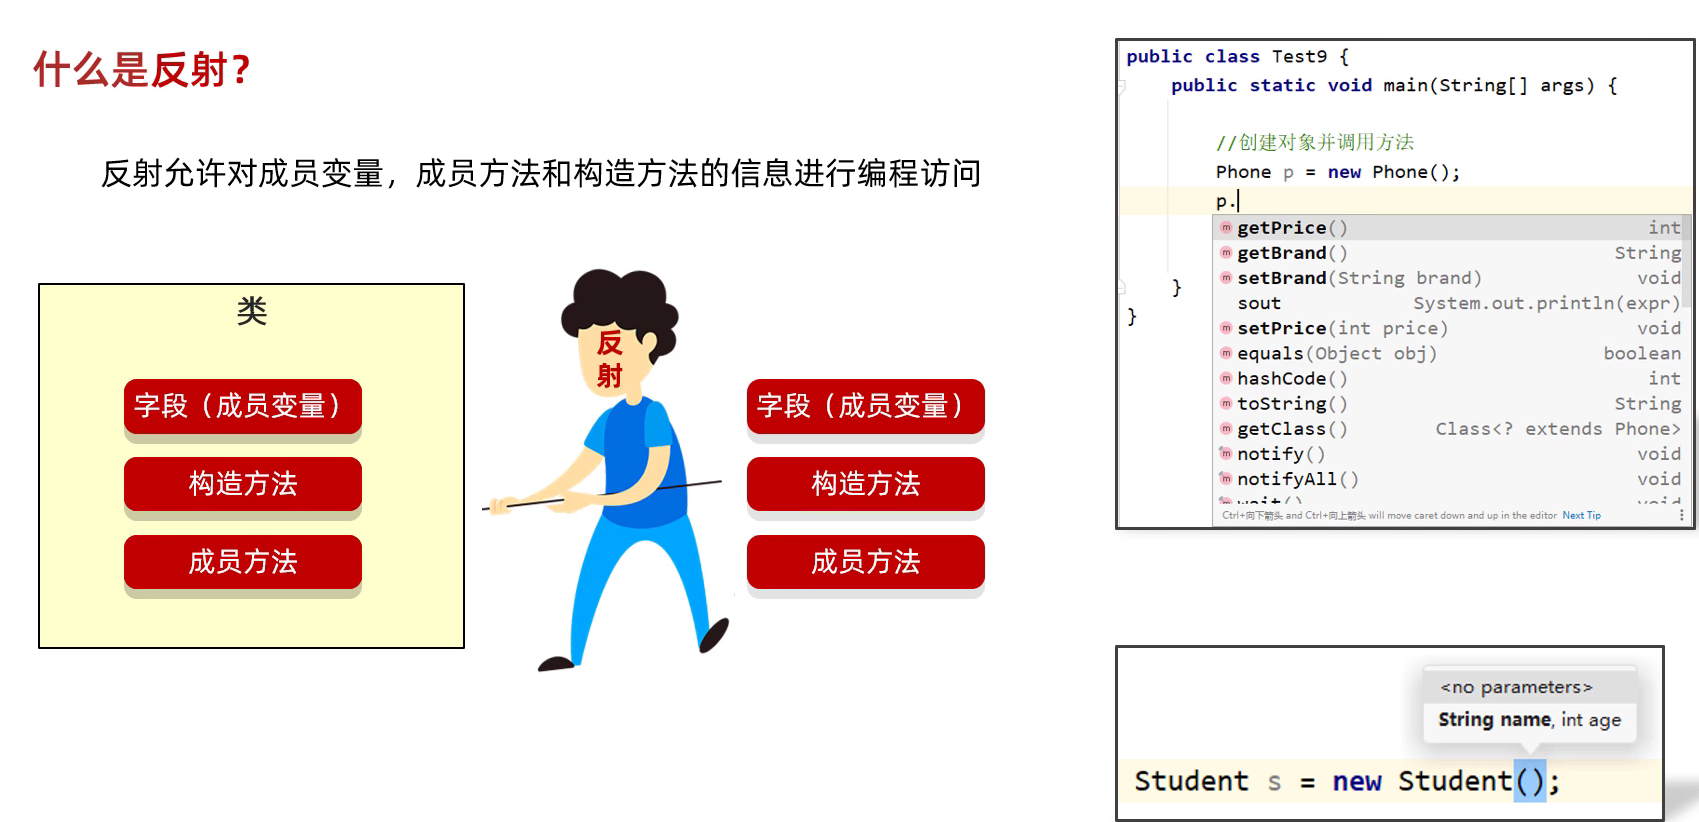 什么是反射?
反射允许对成员变量，成员方法和构造方法的信息进行编程访问
类
字段（成员变量）
构造方法
成员方法
反
射
字段（成员变量）
构造方法
成员方法
public class Test9 {
public static void main(String[] args) {
//创建对象并调用方法
Phone p = new Phone();
p.
m getPrice() int
m getBrand() String
m setBrand(String brand) void
sout System.out.println(expr)
m setPrice(int price) void
m equals(Object obj) boolean
m hashCode() int
m toString() String
m getClass() Class<? extends Phone>
m notify() void
m notifyAll() void
m wait() void
Ctrl+向下箭头 and Ctrl+向上箭头 will move caret down and up in the editor Next Tip
}
}
<no parameters>
String name, int age
Student s = new Student();